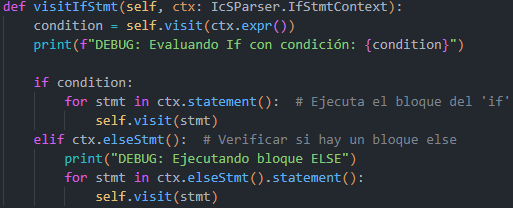 def visitIfStmt(self, ctx: IcSParser.IfStmtContext):
    condition = self.visit(ctx.expr())
    print(f"DEBUG: Evaluando If con condición: {condition}")

    if condition:
        for stmt in ctx.statement():  # Ejecuta el bloque del 'if'
            self.visit(stmt)
    elif ctx.elseStmt():  # Verificar si hay un bloque else
        print("DEBUG: Ejecutando bloque ELSE")
        for stmt in ctx.elseStmt().statement():
            self.visit(stmt)